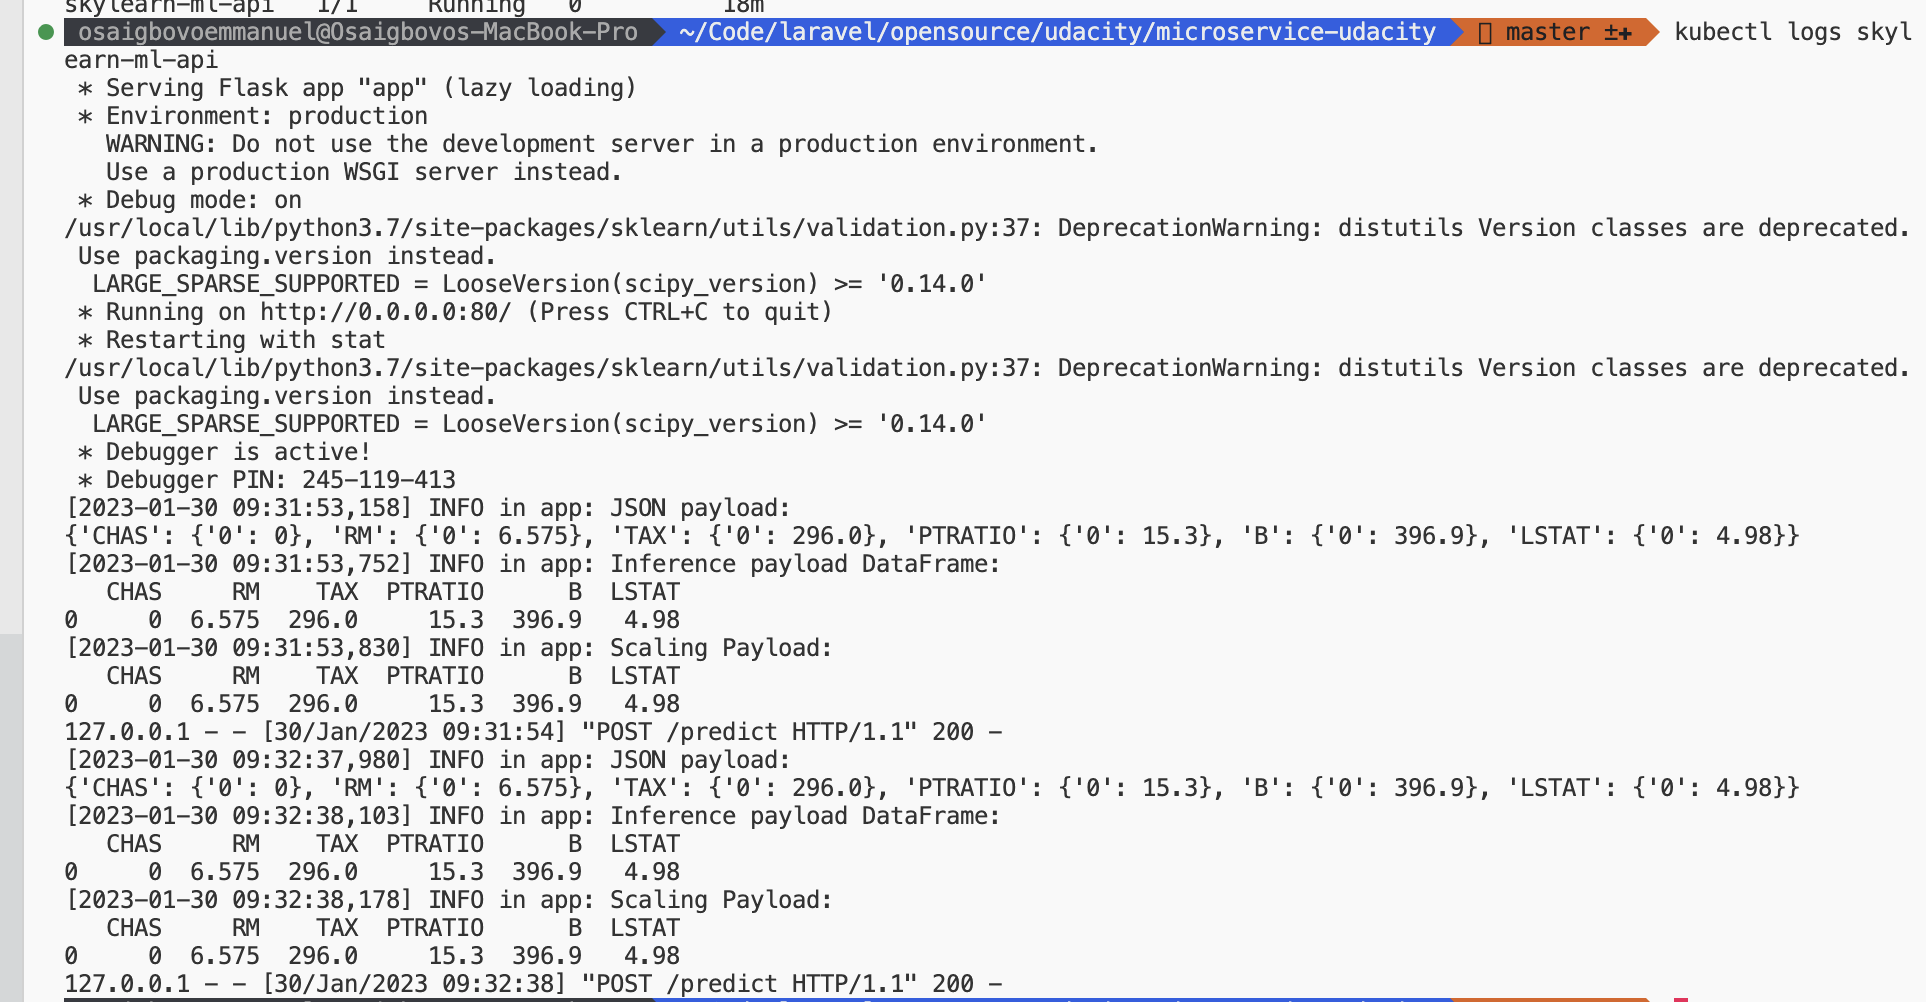 skylearn-ml-api   1/1     Running   0          18m
osaigbovoemmanuel@Osaigbovos-MacBook-Pro ~/Code/laravel/opensource/udacity/microservice-udacity master ±✚ kubectl logs skyl
earn-ml-api
 * Serving Flask app "app" (lazy loading)
 * Environment: production
   WARNING: Do not use the development server in a production environment.
   Use a production WSGI server instead.
 * Debug mode: on
/usr/local/lib/python3.7/site-packages/sklearn/utils/validation.py:37: DeprecationWarning: distutils Version classes are deprecated.
 Use packaging.version instead.
  LARGE_SPARSE_SUPPORTED = LooseVersion(scipy_version) >= '0.14.0'
 * Running on http://0.0.0.0:80/ (Press CTRL+C to quit)
 * Restarting with stat
/usr/local/lib/python3.7/site-packages/sklearn/utils/validation.py:37: DeprecationWarning: distutils Version classes are deprecated.
 Use packaging.version instead.
  LARGE_SPARSE_SUPPORTED = LooseVersion(scipy_version) >= '0.14.0'
 * Debugger is active!
 * Debugger PIN: 245-119-413
[2023-01-30 09:31:53,158] INFO in app: JSON payload:
{'CHAS': {'0': 0}, 'RM': {'0': 6.575}, 'TAX': {'0': 296.0}, 'PTRATIO': {'0': 15.3}, 'B': {'0': 396.9}, 'LSTAT': {'0': 4.98}}
[2023-01-30 09:31:53,752] INFO in app: Inference payload DataFrame:
   CHAS     RM    TAX  PTRATIO      B  LSTAT
0     0  6.575  296.0     15.3  396.9   4.98
[2023-01-30 09:31:53,830] INFO in app: Scaling Payload:
   CHAS     RM    TAX  PTRATIO      B  LSTAT
0     0  6.575  296.0     15.3  396.9   4.98
127.0.0.1 - - [30/Jan/2023 09:31:54] "POST /predict HTTP/1.1" 200 -
[2023-01-30 09:32:37,980] INFO in app: JSON payload:
{'CHAS': {'0': 0}, 'RM': {'0': 6.575}, 'TAX': {'0': 296.0}, 'PTRATIO': {'0': 15.3}, 'B': {'0': 396.9}, 'LSTAT': {'0': 4.98}}
[2023-01-30 09:32:38,103] INFO in app: Inference payload DataFrame:
   CHAS     RM    TAX  PTRATIO      B  LSTAT
0     0  6.575  296.0     15.3  396.9   4.98
[2023-01-30 09:32:38,178] INFO in app: Scaling Payload:
   CHAS     RM    TAX  PTRATIO      B  LSTAT
0     0  6.575  296.0     15.3  396.9   4.98
127.0.0.1 - - [30/Jan/2023 09:32:38] "POST /predict HTTP/1.1" 200 -